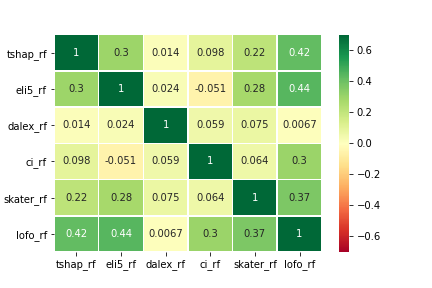 tshap_rf 1 0.3 0.014 0.098 0.22 0.42
eli5_rf 0.3 1 0.024 -0.051 0.28 0.44
dalex_rf 0.014 0.024 1 0.059 0.075 0.0067
ci_rf 0.098 -0.051 0.059 1 0.064 0.3
skater_rf 0.22 0.28 0.075 0.064 1 0.37
lofo_rf 0.42 0.44 0.0067 0.3 0.37 1
tshap_rf eli5_rf dalex_rf ci_rf skater_rf lofo_rf
0.6
0.4
0.2
0.0
−0.2
−0.4
−0.6